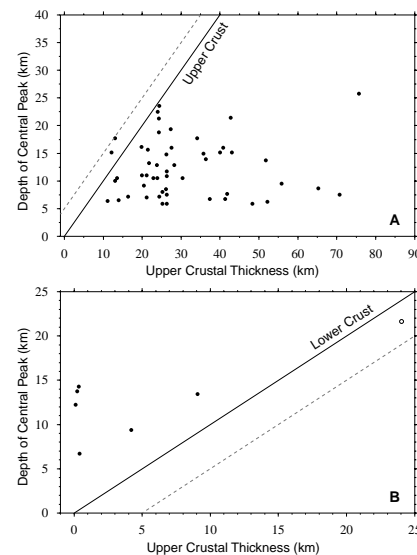 40
35
30
25
20
15
10
5
0
Depth of Central Peak (km)
Upper Crust
A
0 10 20 30 40 50 60 70 80 90
Upper Crustal Thickness (km)
25
20
15
10
5
0
Depth of Central Peak (km)
Lower Crust
B
0 5 10 15 20 25
Upper Crustal Thickness (km)